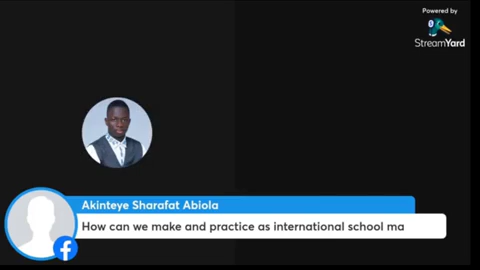 Powered by
StreamYard
Akinteye Sharafat Abiola
How can we make and practice as international school ma